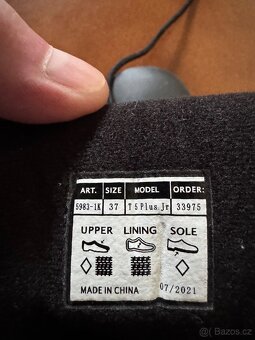 ART. SIZE MODEL ORDER:
5983-1K 37 T 5 Plus jr 33975
UPPER LINING SOLE
MADE IN CHINA 07/2021
© Bazos.cz